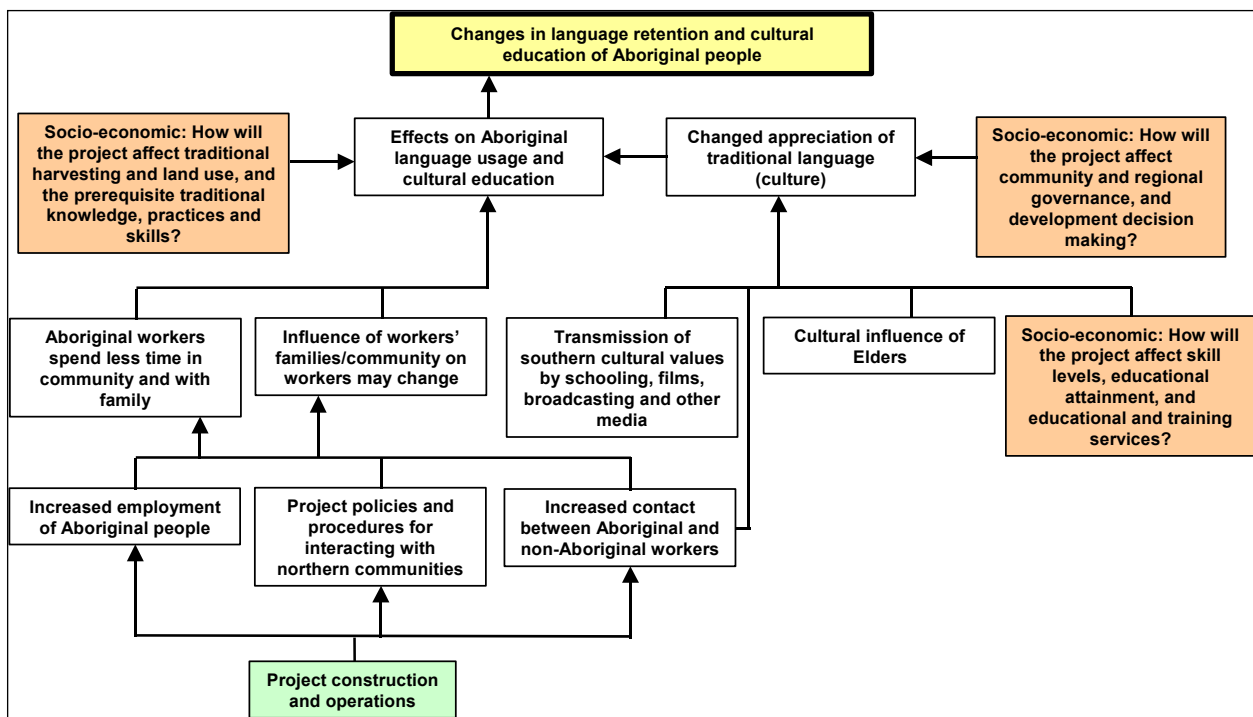 Changes in language retention and cultural
education of Aboriginal people
Socio-economic: How will
the project affect traditional
harvesting and land use, and
the prerequisite traditional
knowledge, practices and
skills?
Effects on Aboriginal
language usage and
cultural education
Changed appreciation of
traditional language
(culture)
Socio-economic: How will
the project affect
community and regional
governance, and
development decision
making?
Aboriginal workers
spend less time in
community and with
family
Influence of workers'
families/community on
workers may change
Transmission of
southern cultural values
by schooling, films,
broadcasting and other
media
Cultural influence of
Elders
Socio-economic: How will
the project affect skill
levels, educational
attainment, and
educational and training
services?
Increased employment
of Aboriginal people
Project policies and
procedures for
interacting with
northern communities
Increased contact
between Aboriginal and
non-Aboriginal workers
Project construction
and operations